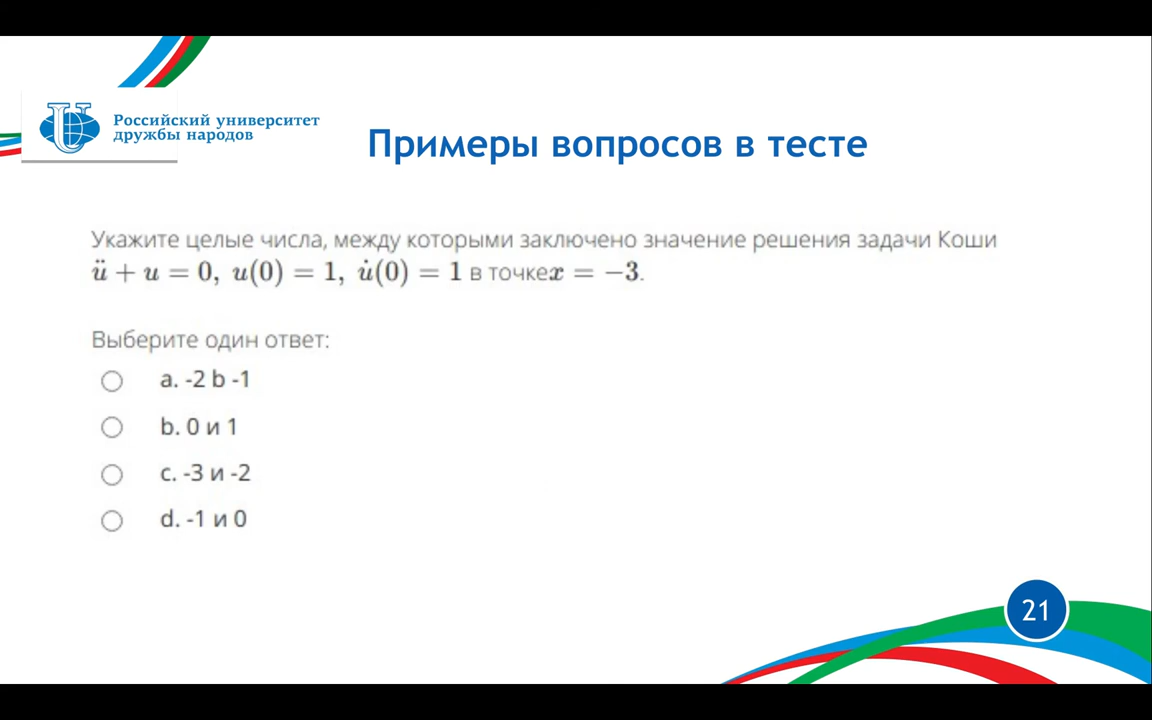 Российский университет
дружбы народов
Примеры вопросов в тесте
Укажите целые числа, между которыми заключено значение решения задачи Коши
ü + u = 0, u(0) = 1, u̇(0) = 1 в точкеx = −3.
Выберите один ответ:
a. -2 b -1
b. 0 и 1
c. -3 и -2
d. -1 и 0
21